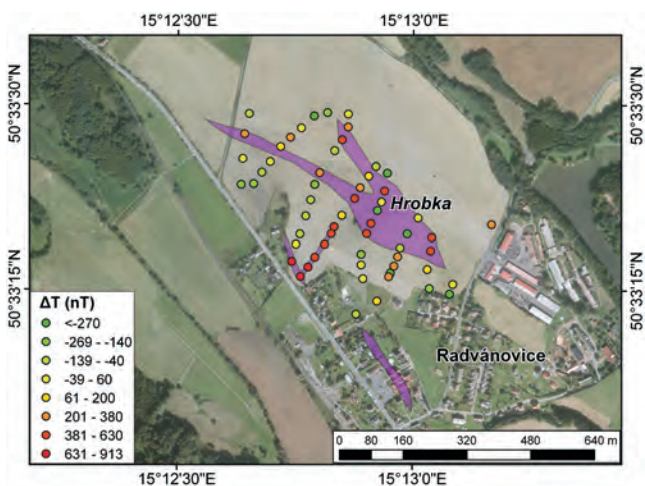 15°12'30"E 15°13'0"E
50°33'30"N
50°33'30"N
Hrobka
50°33'15"N
50°33'15"N
ΔT (nT)
<-270
-269 - -140
-139 - -40
-39 - 60
61 - 200
201 - 380
381 - 630
631 - 913
Radvánovice
0 80 160 320 480 640 m
15°12'30"E 15°13'0"E